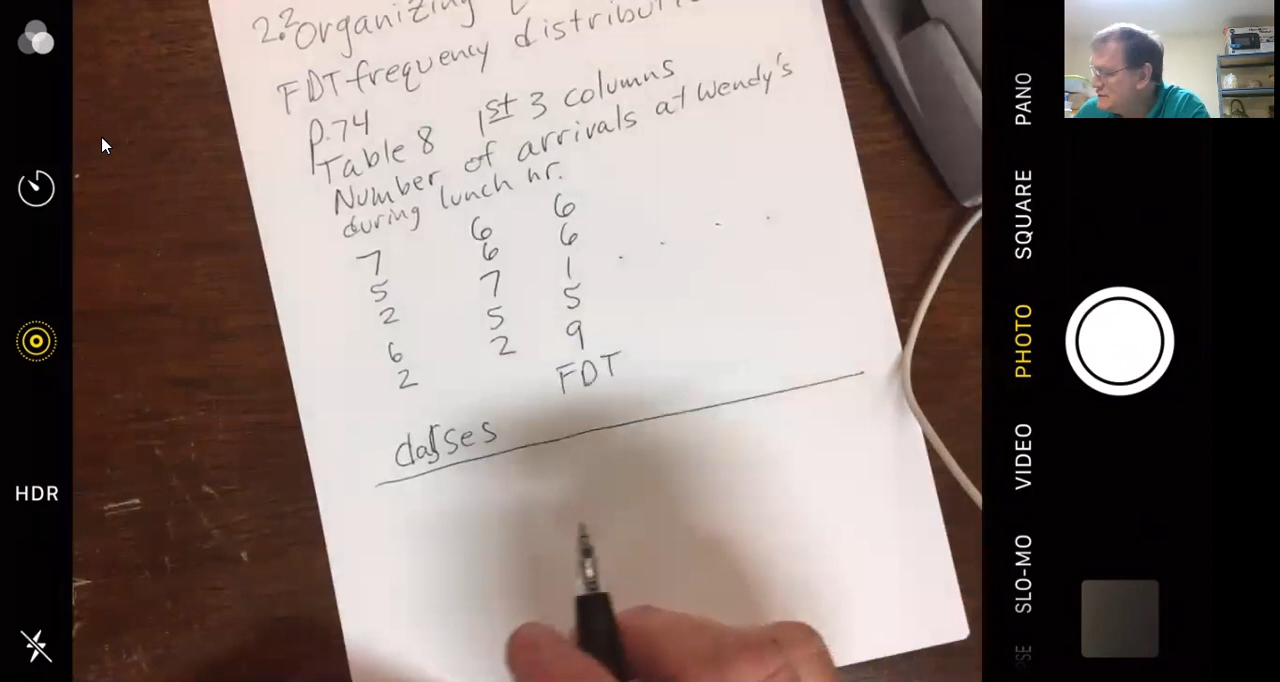 2.2 Organizing
FDT-frequency distributi
p.74
Table 8 1st 3 columns
Number of arrivals at Wendy's
during lunch hr.
7 6 6
5 6 6
2 7 1
6 5 5
2 2 9
FDT
classes
HDR
PANO
SQUARE
PHOTO
VIDEO
SLO-MO